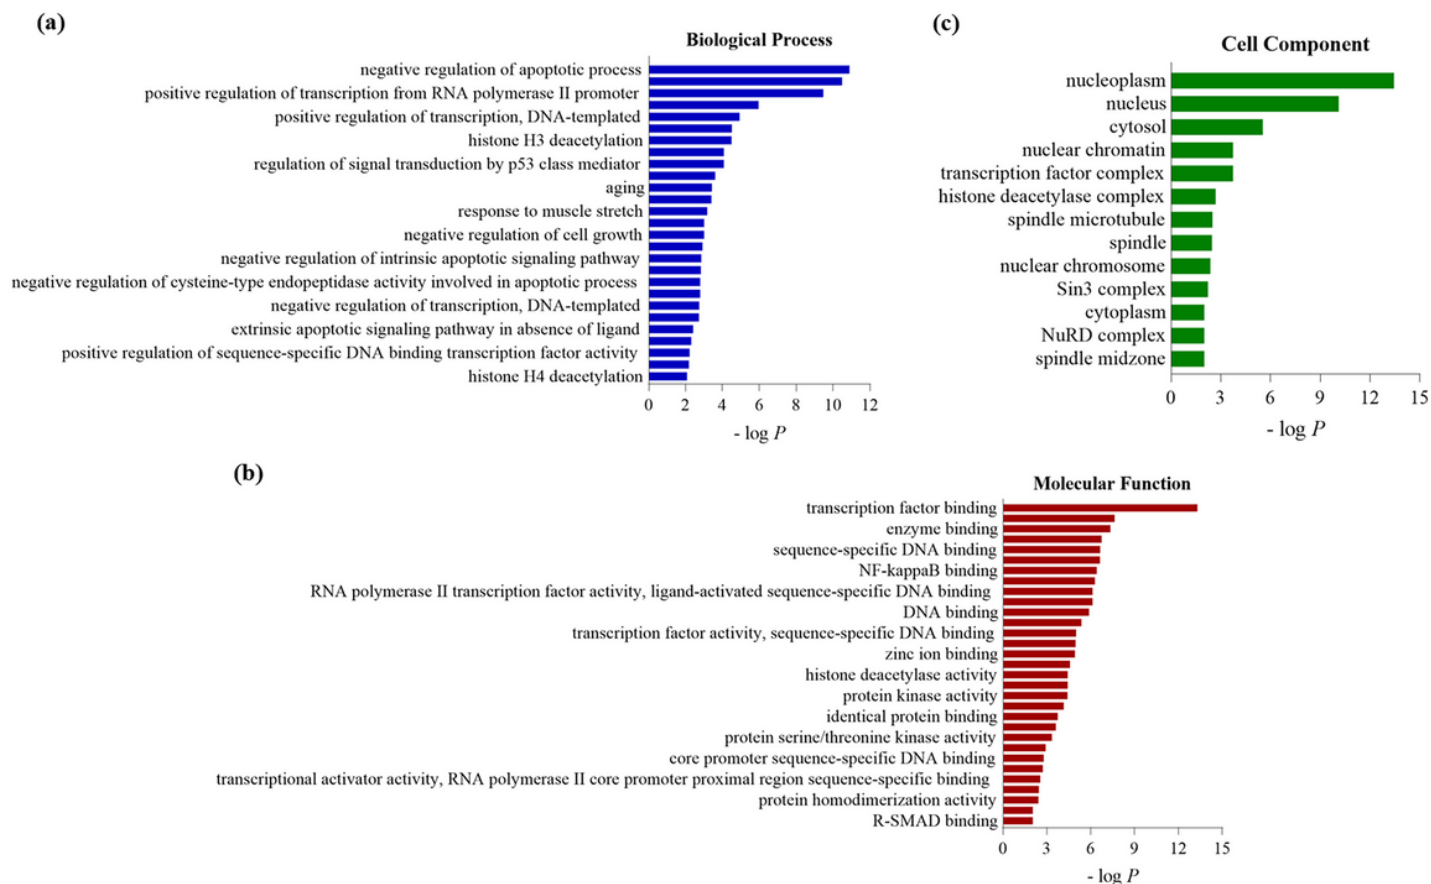 (a)
Biological Process
negative regulation of apoptotic process
positive regulation of transcription from RNA polymerase II promoter
positive regulation of transcription, DNA-templated
histone H3 deacetylation
regulation of signal transduction by p53 class mediator
aging
response to muscle stretch
negative regulation of cell growth
negative regulation of intrinsic apoptotic signaling pathway
negative regulation of cysteine-type endopeptidase activity involved in apoptotic process
negative regulation of transcription, DNA-templated
extrinsic apoptotic signaling pathway in absence of ligand
positive regulation of sequence-specific DNA binding transcription factor activity
histone H4 deacetylation
0 2 4 6 8 10 12
- log P
(c)
Cell Component
nucleoplasm
nucleus
cytosol
nuclear chromatin
transcription factor complex
histone deacetylase complex
spindle microtubule
spindle
nuclear chromosome
Sin3 complex
cytoplasm
NuRD complex
spindle midzone
0 3 6 9 12 15
- log P
(b)
Molecular Function
transcription factor binding
enzyme binding
sequence-specific DNA binding
NF-kappaB binding
RNA polymerase II transcription factor activity, ligand-activated sequence-specific DNA binding
DNA binding
transcription factor activity, sequence-specific DNA binding
zinc ion binding
histone deacetylase activity
protein kinase activity
identical protein binding
protein serine/threonine kinase activity
core promoter sequence-specific DNA binding
transcriptional activator activity, RNA polymerase II core promoter proximal region sequence-specific binding
protein homodimerization activity
R-SMAD binding
0 3 6 9 12 15
- log P